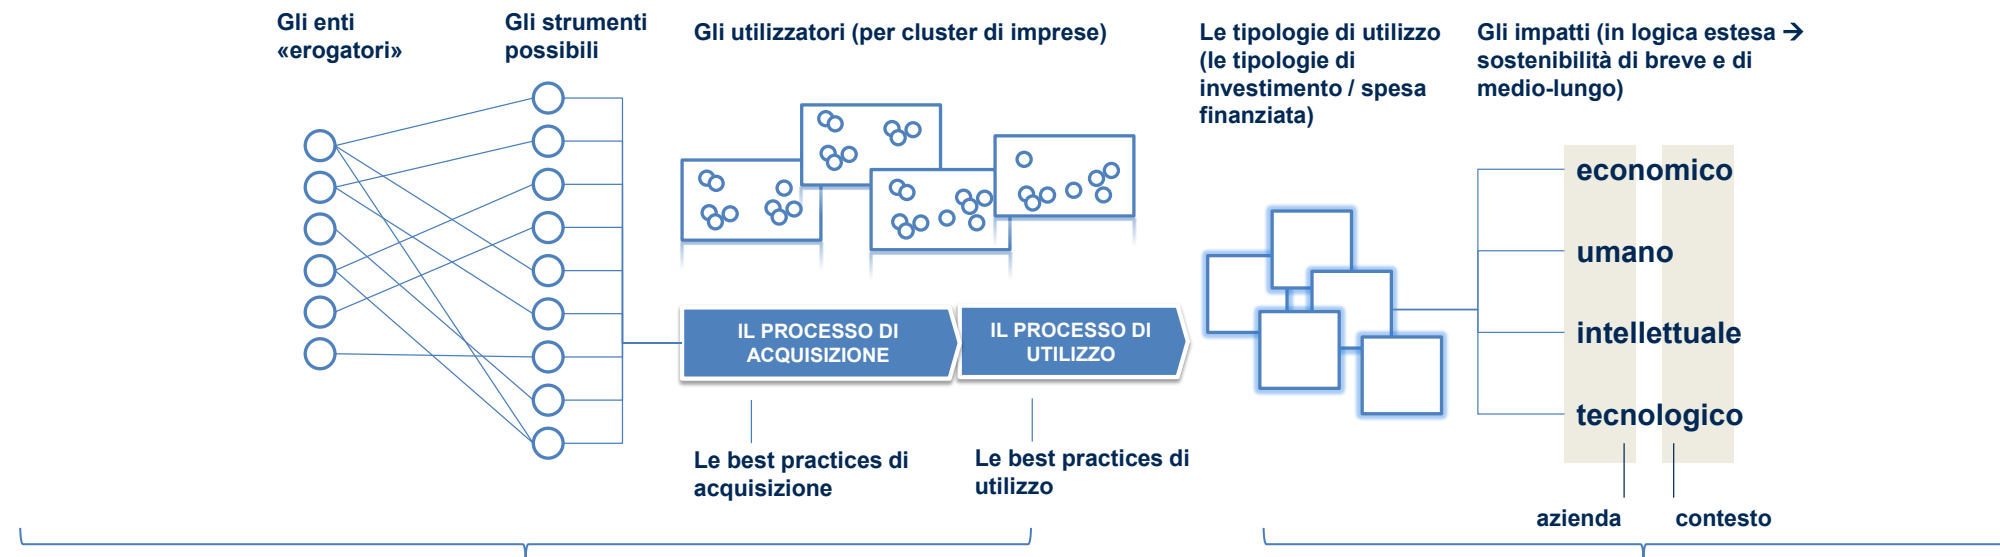 Gli enti
«erogatori»
Gli strumenti
possibili
Gli utilizzatori (per cluster di imprese)
Le tipologie di utilizzo
(le tipologie di
investimento / spesa
finanziata)
Gli impatti (in logica estesa →
sostenibilità di breve e di
medio-lungo)
economico
umano
intellettuale
tecnologico
IL PROCESSO DI
ACQUISIZIONE
IL PROCESSO DI
UTILIZZO
Le best practices di
acquisizione
Le best practices di
utilizzo
azienda
contesto